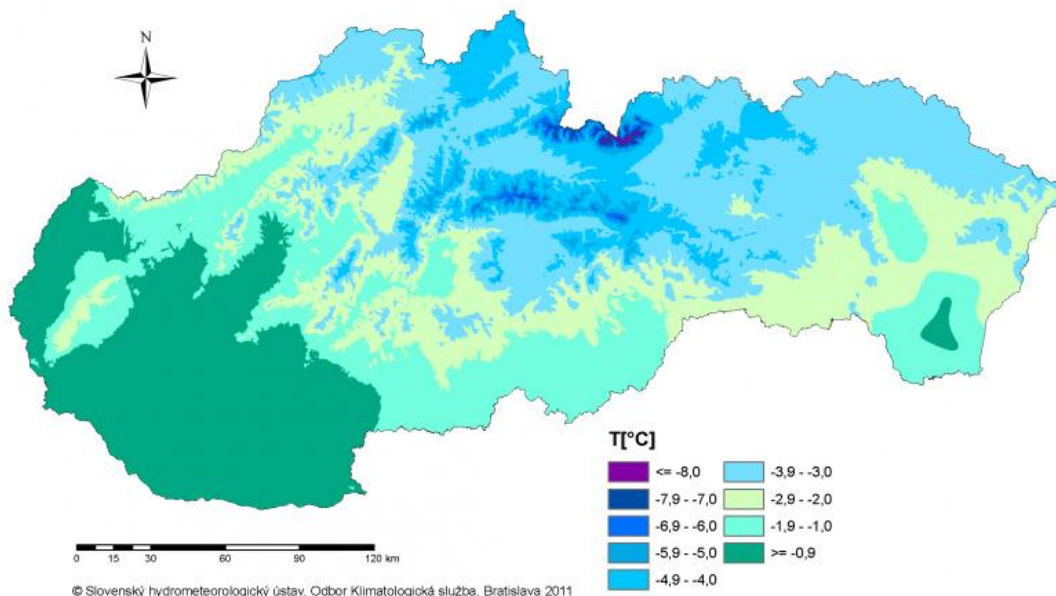 N
T[°C]
<= -8,0
-7,9 - -7,0
-6,9 - -6,0
-5,9 - -5,0
-4,9 - -4,0
-3,9 - -3,0
-2,9 - -2,0
-1,9 - -1,0
>= -0,9
0 15 30 60 90 120 km
© Slovenský hydrometeorologický ústav, Odbor Klimatologická služba, Bratislava 2011